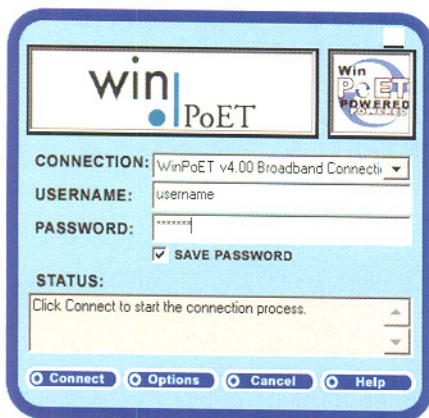 win
PoET
Win
PoET
POWERED
CONNECTION: WinPoET v4.00 Broadband Connecti
USERNAME: username
PASSWORD: *******
SAVE PASSWORD
STATUS:
Click Connect to start the connection process.
Connect Options Cancel Help